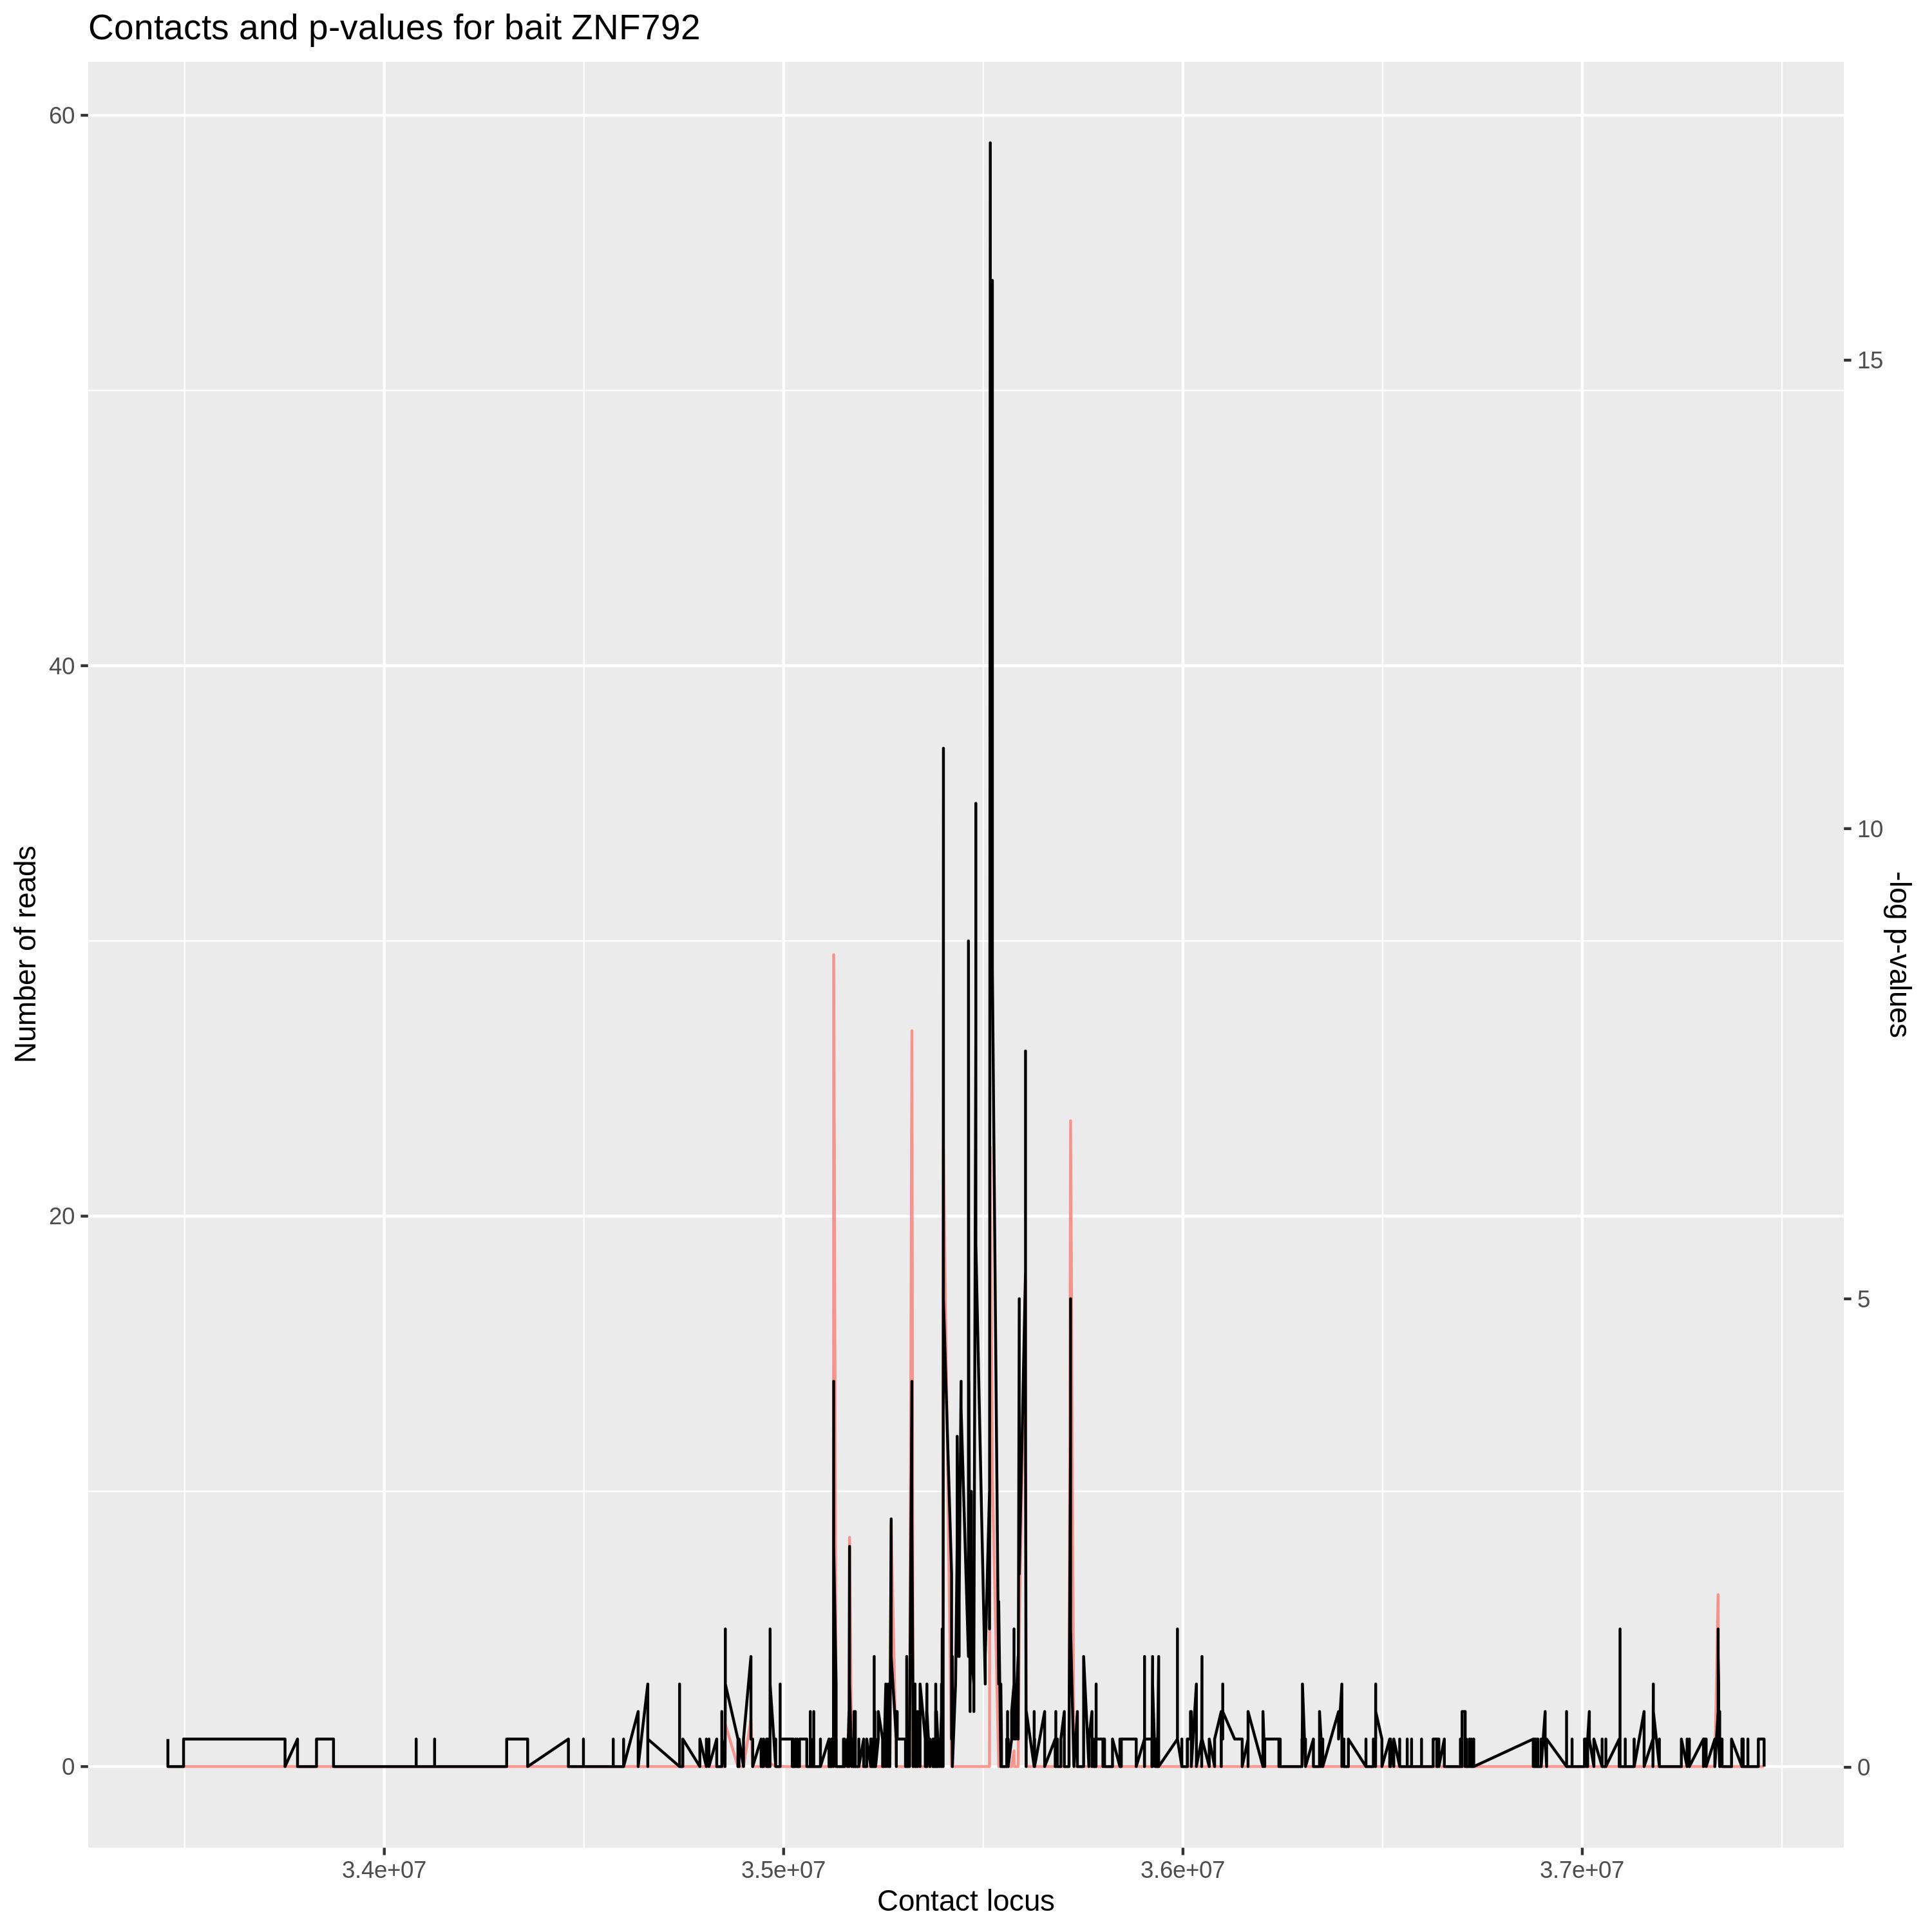 Contacts and p-values for bait ZNF792
60
40
20
0
Number of reads
15
10
5
0
-log p-values
3.4e+07
3.5e+07
3.6e+07
3.7e+07
Contact locus